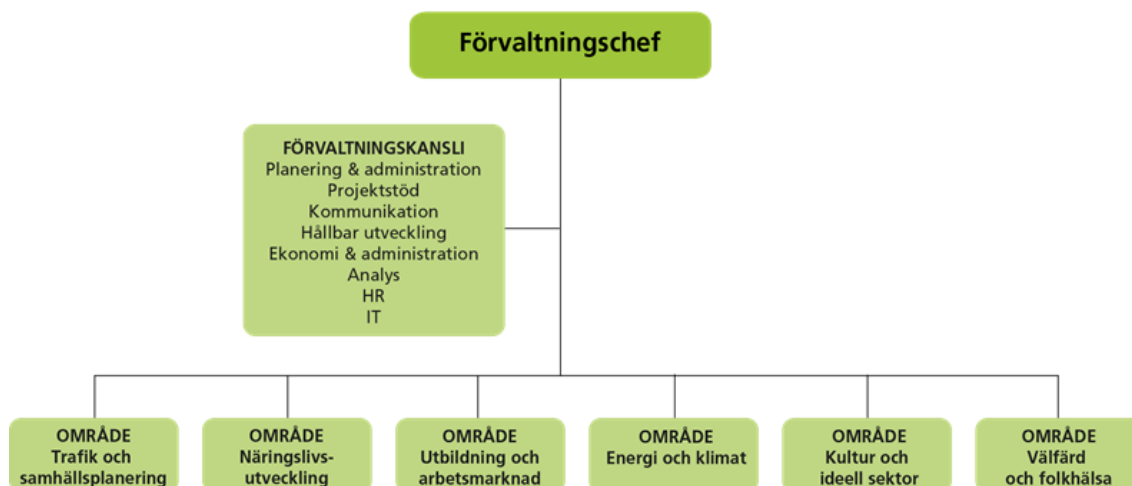 Förvaltningschef
FÖRVALTNINGSKANSLI
Planering & administration
Projektstöd
Kommunikation
Hållbar utveckling
Ekonomi & administration
Analys
HR
IT
OMRÅDE
Trafik och
samhällsplanering
OMRÅDE
Näringslivs-
utveckling
OMRÅDE
Utbildning och
arbetsmarknad
OMRÅDE
Energi och klimat
OMRÅDE
Kultur och
ideell sektor
OMRÅDE
Välfärd
och folkhälsa